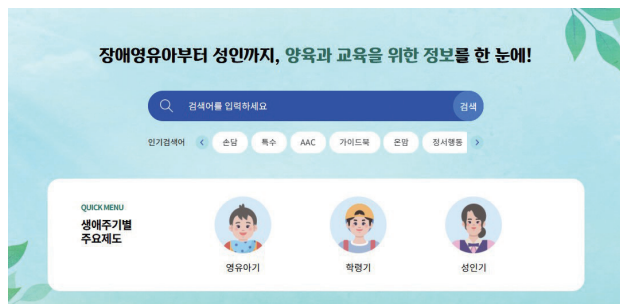 장애영유아부터 성인까지, 양육과 교육을 위한 정보를 한 눈에!
검색어를 입력하세요 검색
인기검색어 < 손담 특수 AAC 가이드북 온맘 정서행동 >
QUICK MENU
생애주기별
주요제도
영유아기 학령기 성인기